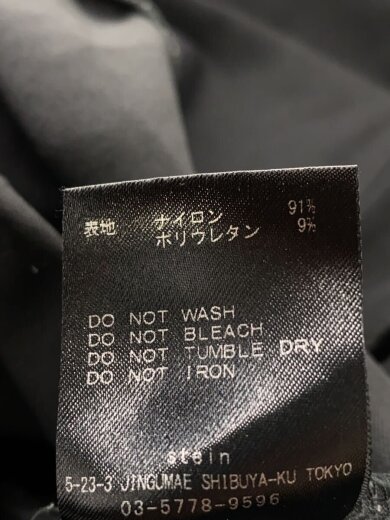 表地 ナイロン 91%
ポリウレタン 9%
DO NOT WASH
DO NOT BLEACH
DO NOT TUMBLE DRY
DO NOT IRON
stein
5-23-3 JINGUMAE SHIBUYA-KU TOKYO
03-5778-9596